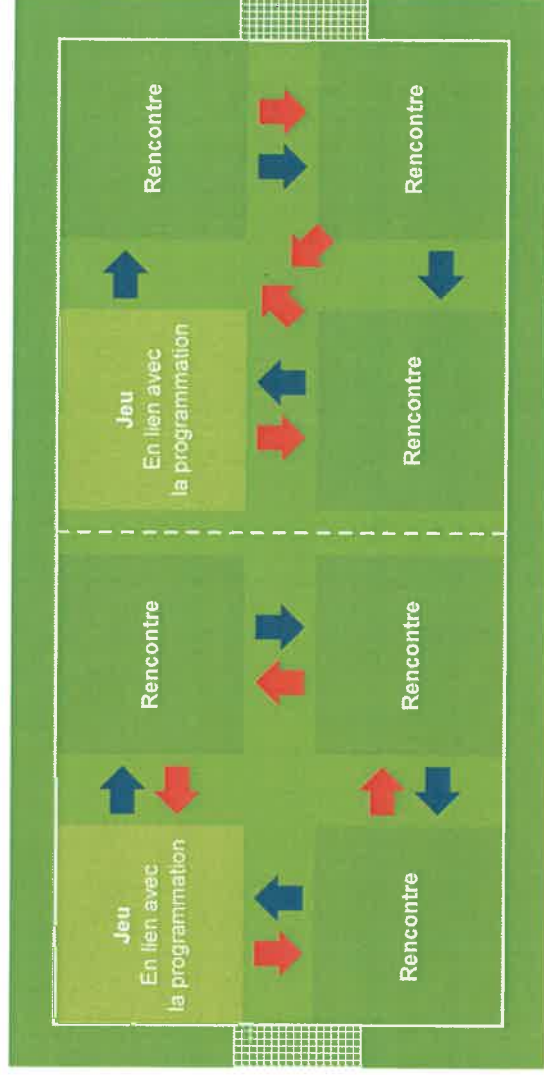 Jeu
En lien avec
la programmation
Rencontre
Jeu
En lien avec
la programmation
Rencontre
Rencontre
Rencontre
Rencontre
Rencontre